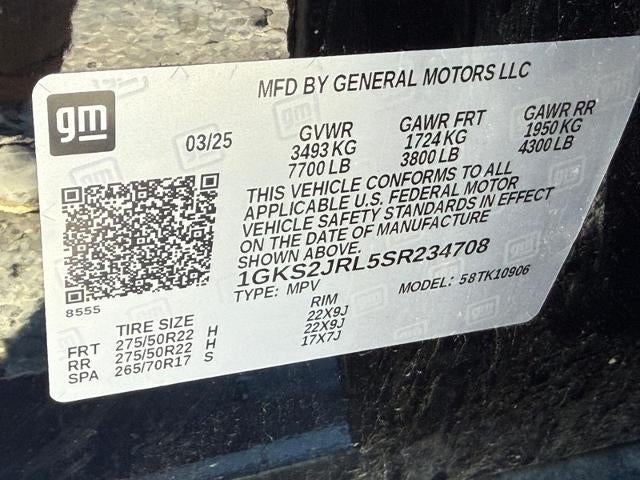 MFD BY GENERAL MOTORS LLC
gm
03/25
GVWR
3493 KG
7700 LB
GAWR FRT
1724 KG
3800 LB
GAWR RR
1950 KG
4300 LB
THIS VEHICLE CONFORMS TO ALL
APPLICABLE U.S. FEDERAL MOTOR
VEHICLE SAFETY STANDARDS IN EFFECT
ON THE DATE OF MANUFACTURE
SHOWN ABOVE.
1GKS2JRL5SR234708
TYPE: MPV MODEL: 58TK10906
8555
TIRE SIZE RIM
FRT 275/50R22 H 22X9J
RR 275/50R22 H 22X9J
SPA 265/70R17 S 17X7J